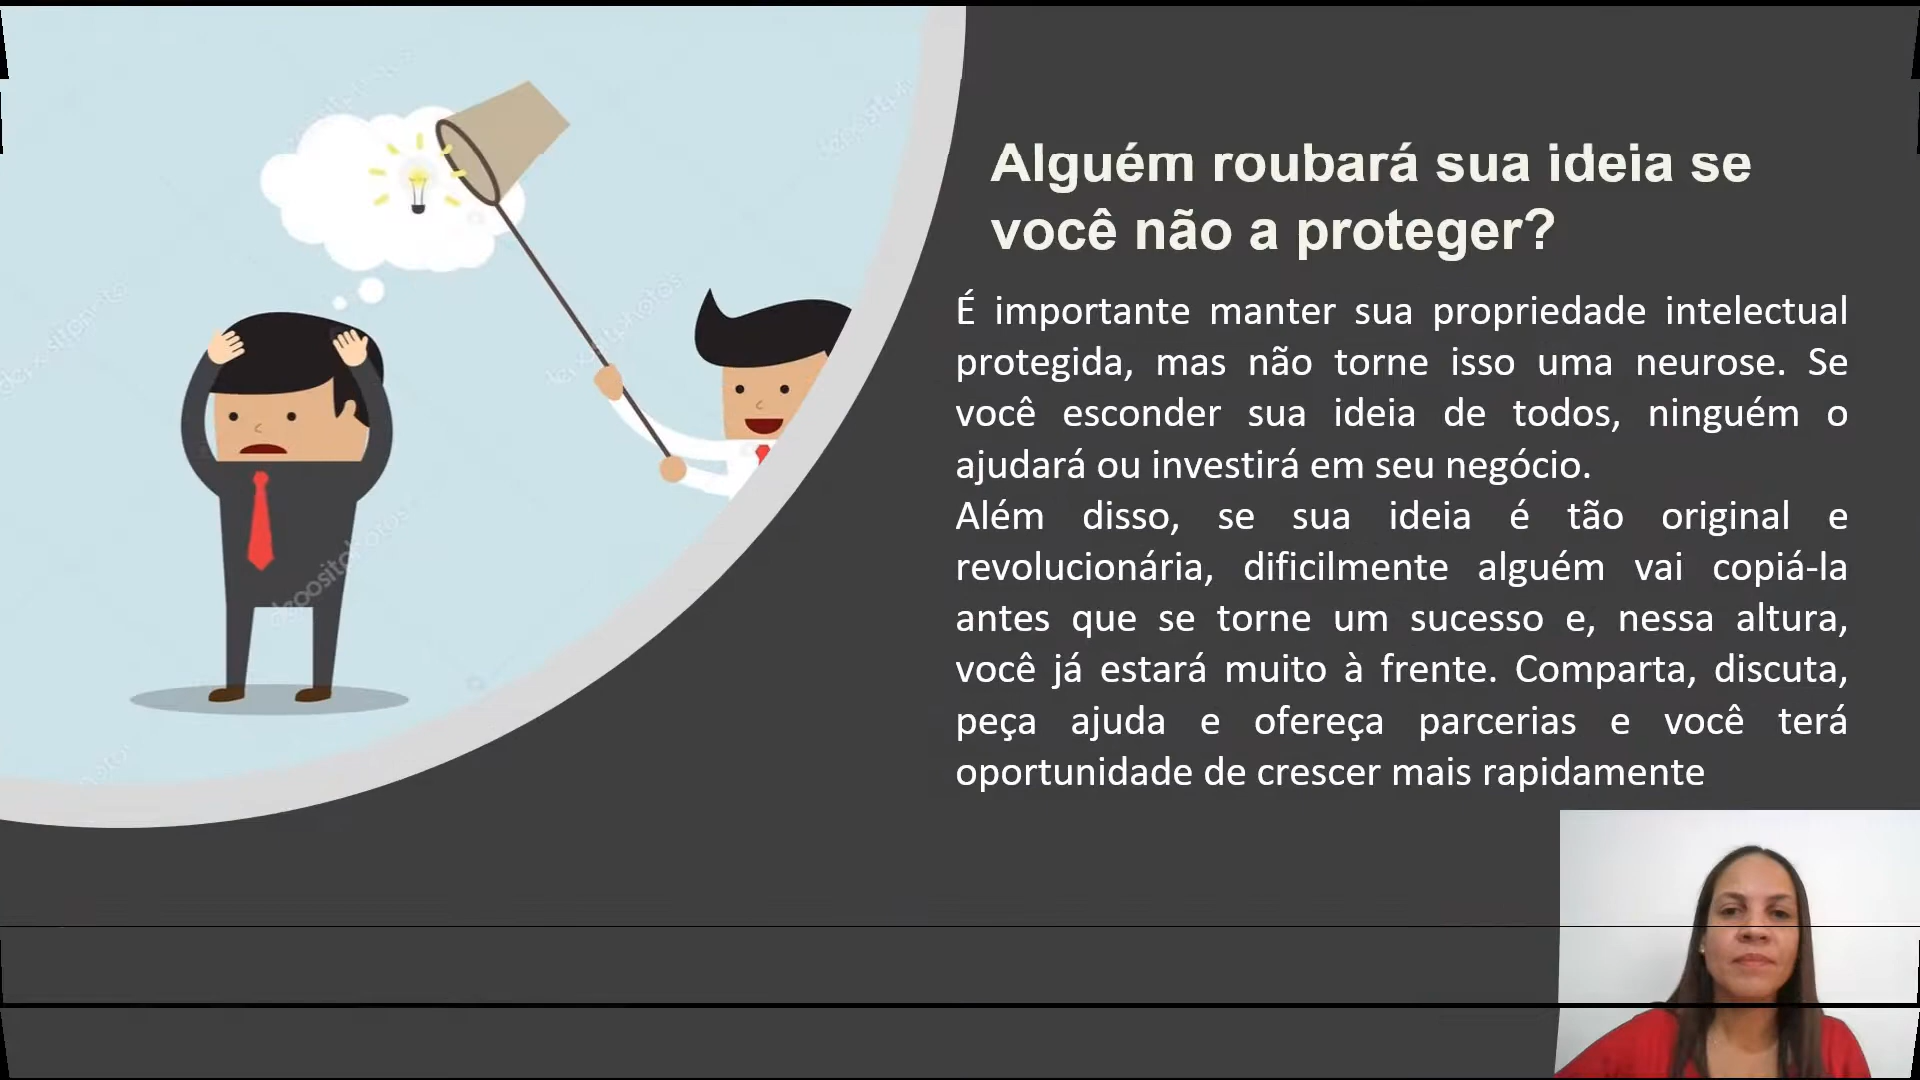 Alguém roubará sua ideia se
você não a proteger?
É importante manter sua propriedade intelectual
protegida, mas não torne isso uma neurose. Se
você esconder sua ideia de todos, ninguém o
ajudará ou investirá em seu negócio.
Além disso, se sua ideia é tão original e
revolucionária, dificilmente alguém vai copiá-la
antes que se torne um sucesso e, nessa altura,
você já estará muito à frente. Comparta, discuta,
peça ajuda e ofereça parcerias e você terá
oportunidade de crescer mais rapidamente
depositphotos